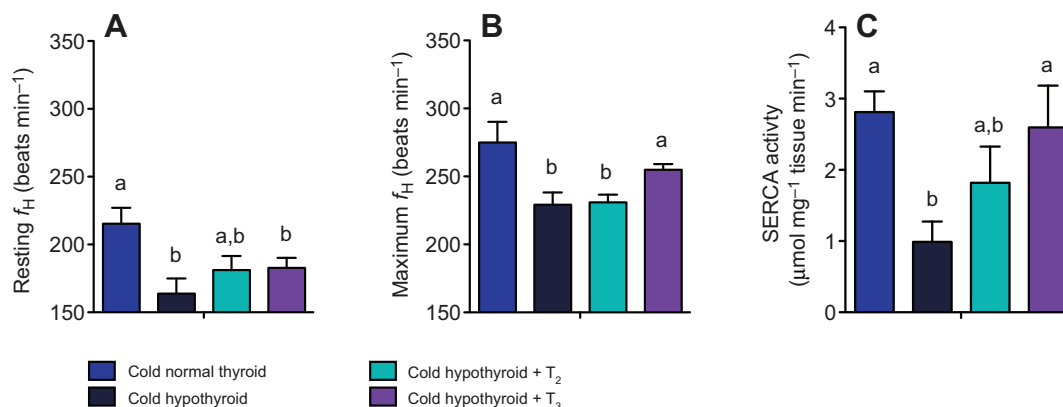 A
Resting fH (beats min–1)
350
300
250
200
150
a
b
a,b
b
B
Maximum fH (beats min–1)
350
300
250
200
150
a
b
b
a
C
SERCA activty
(μmol mg–1 tissue min–1)
4
3
2
1
0
a
b
a,b
a
Cold normal thyroid
Cold hypothyroid
Cold hypothyroid + T2
Cold hypothyroid + T3